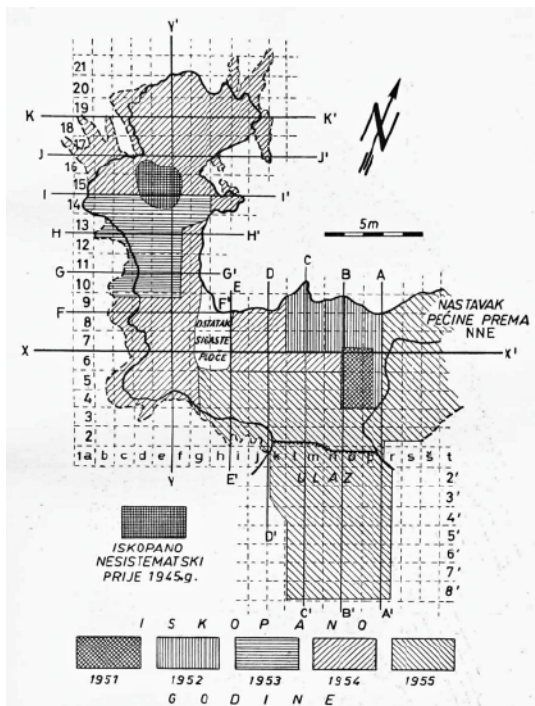 Y'
21
20
K 19 K'
18
17
J J'
16
15
I I'
14
13
H H'
12
11
G G' D C B A
10 E
9 F'
F
8 OSTATAK
SIGASTE
PLOČE
NASTAVAK
PEĆINE PREMA
NNE
7
X X'
6
5
4
3
2
1a b c d e f g h i j k l m n o p r s š t
U L A Z
Y E'
2'
3'
4'
D' 5'
6'
7'
8'
C' B' A'
N
5m
ISKOPANO
NESISTEMATSKI
PRIJE 1945.g.
I S K O P A N O
1951 1952 1953 1954 1955
G O D I N E